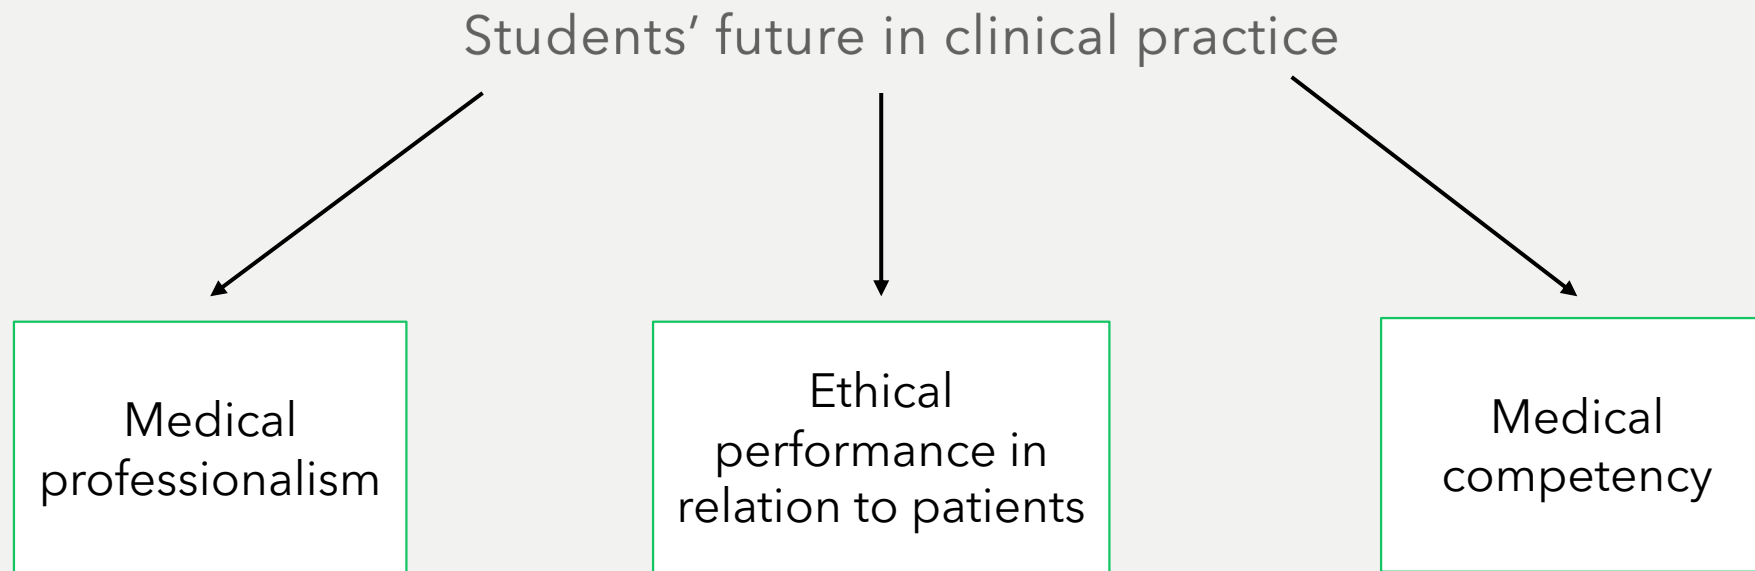 Students’ future in clinical practice
Medical
professionalism
Ethical
performance in
relation to patients
Medical
competency